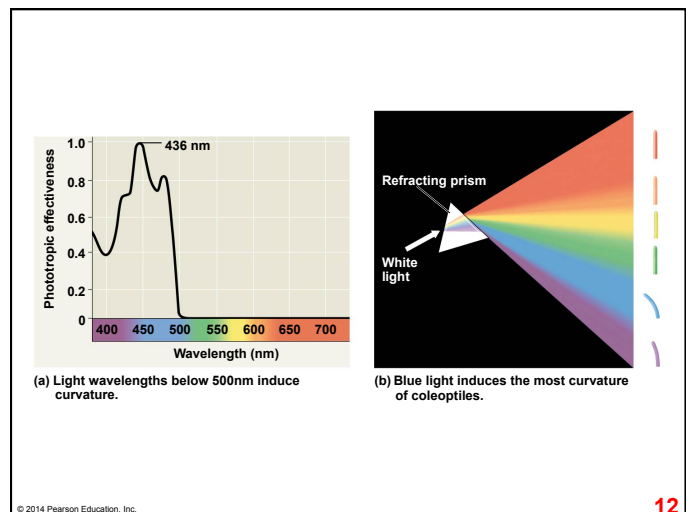 Phototropic effectiveness
1.0
0.8
0.6
0.4
0.2
0
436 nm
400 450 500 550 600 650 700
Wavelength (nm)
(a) Light wavelengths below 500nm induce
curvature.
Refracting prism
White
light
(b) Blue light induces the most curvature
of coleoptiles.
© 2014 Pearson Education, Inc.
12